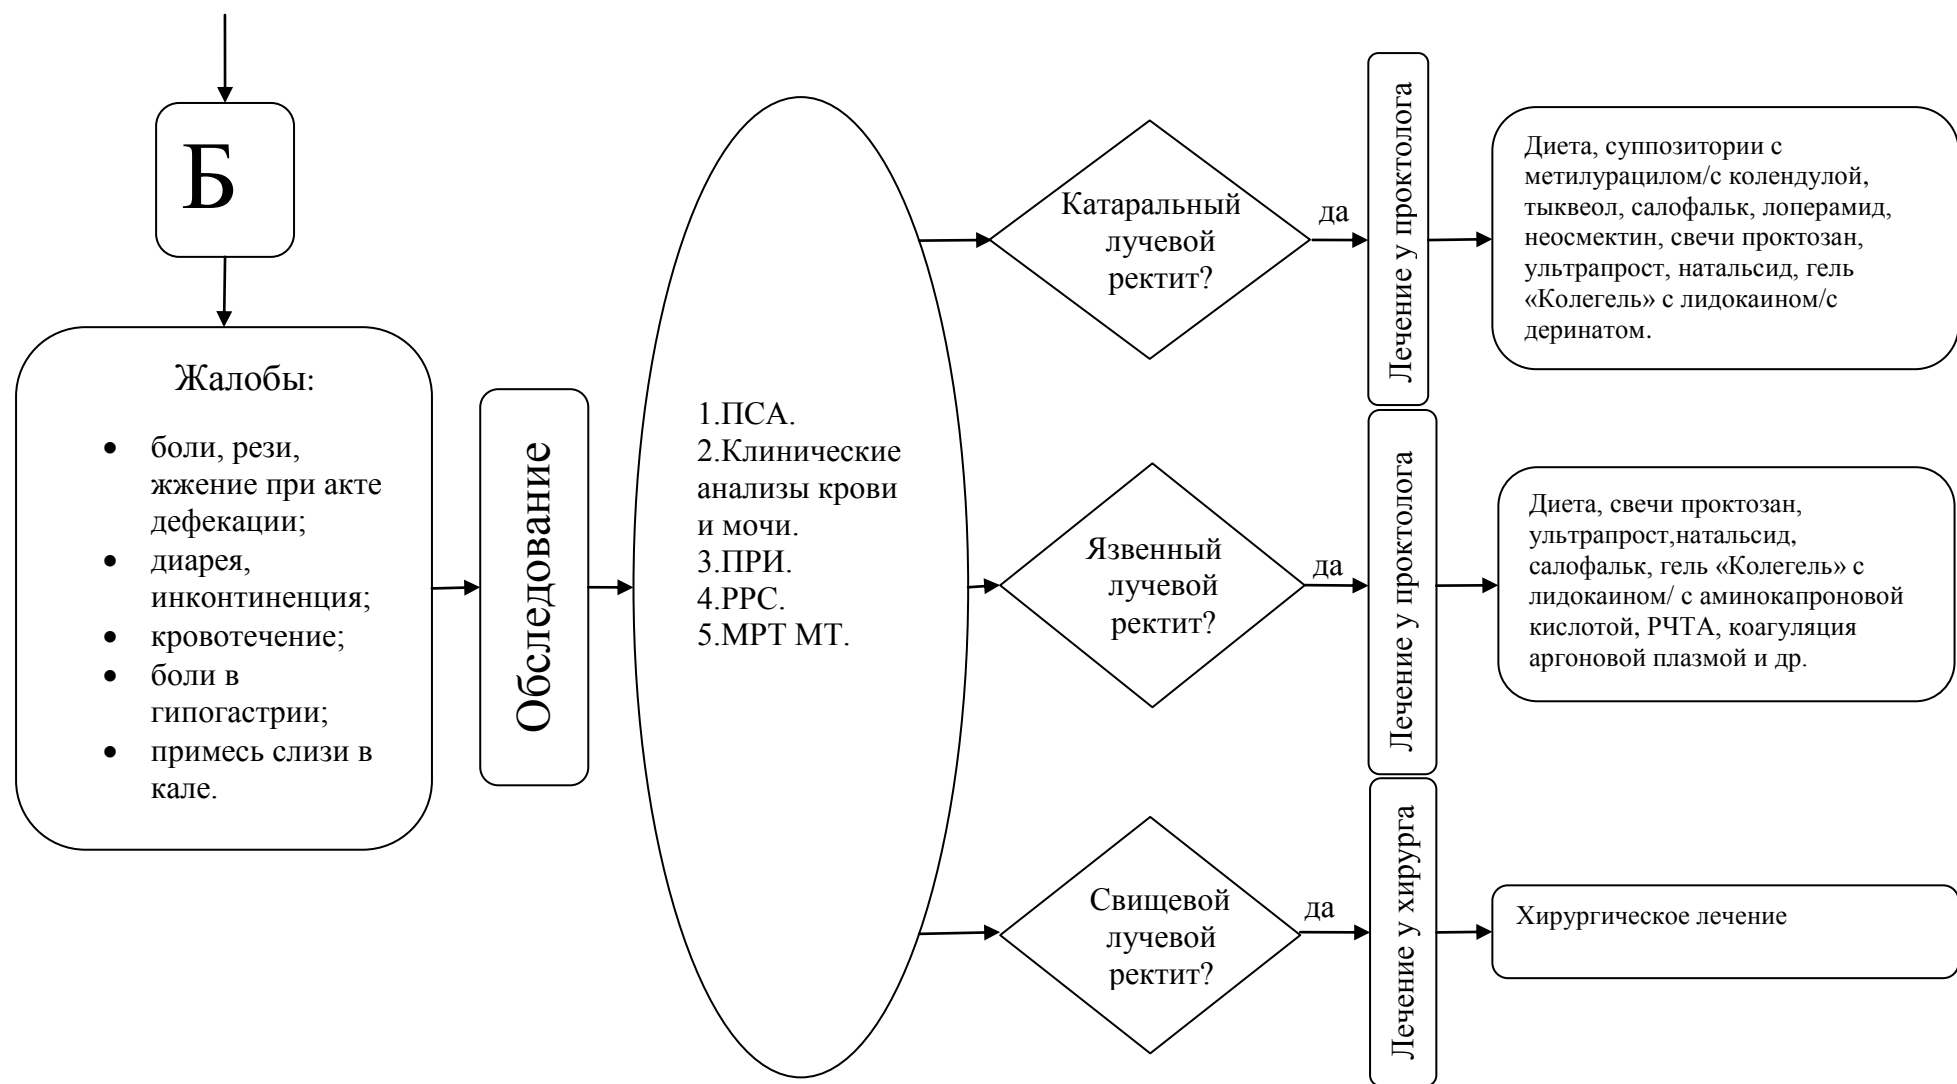 Б
Жалобы:
• боли, рези,
жжение при акте
дефекации;
• диарея,
инконтиненция;
• кровотечение;
• боли в
гипогастрии;
• примесь слизи в
кале.
Обследование
1.ПСА.
2.Клинические
анализы крови
и мочи.
3.ПРИ.
4.РРС.
5.МРТ МТ.
Катаральный
лучевой
ректит?
да
Лечение у проктолога
Диета, суппозитории с
метилурацилом/с колендулой,
тыквеол, салофальк, лоперамид,
неосмектин, свечи проктозан,
ультрапрост, натальсид, гель
«Колегель» с лидокаином/с
деринатом.
Язвенный
лучевой
ректит?
да
Лечение у проктолога
Диета, свечи проктозан,
ультрапрост,натальсид,
салофальк, гель «Колегель» с
лидокаином/ с аминокапроновой
кислотой, РЧТА, коагуляция
аргоновой плазмой и др.
Свищевой
лучевой
ректит?
да
Лечение у хирурга
Хирургическое лечение